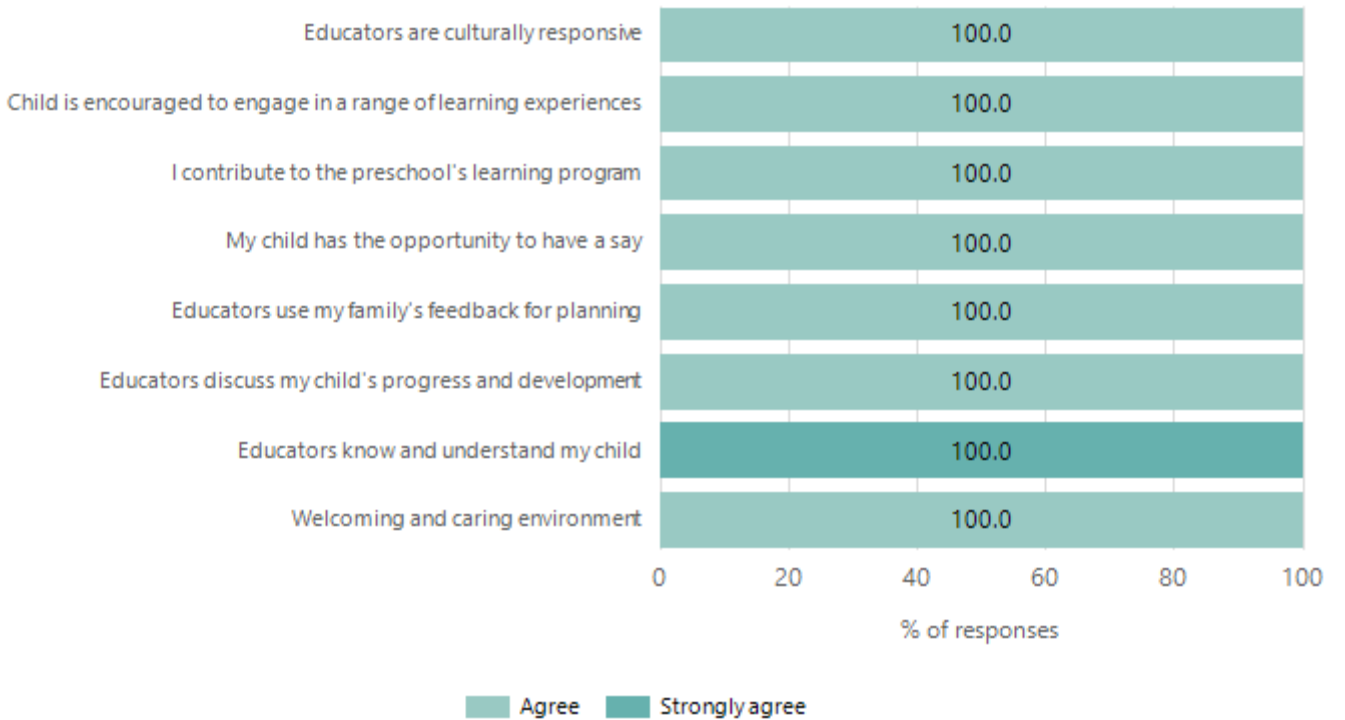 Educators are culturally responsive 100.0
Child is encouraged to engage in a range of learning experiences 100.0
I contribute to the preschool's learning program 100.0
My child has the opportunity to have a say 100.0
Educators use my family's feedback for planning 100.0
Educators discuss my child's progress and development 100.0
Educators know and understand my child 100.0
Welcoming and caring environment 100.0
0 20 40 60 80 100
% of responses
Agree Strongly agree